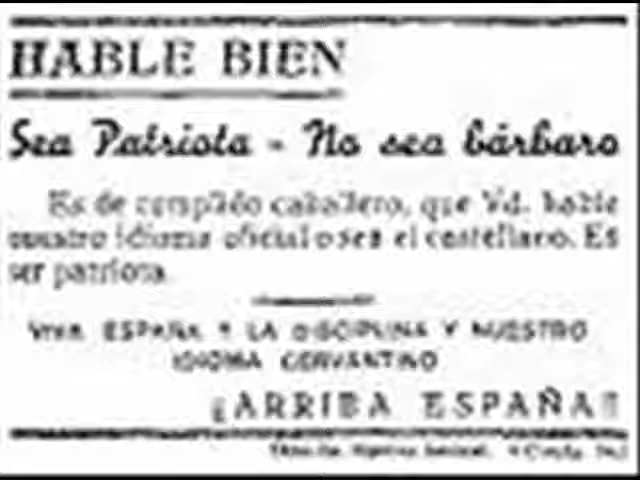 HABLE BIEN
Sea Patriota - No sea bárbaro
Es de cumplido caballero, que Vd. hable
nuestro idioma oficial o sea el castellano. Es
ser patriota.
VIVA ESPAÑA Y LA DISCIPLINA Y NUESTRO
IDIOMA CERVANTINO
¡¡ARRIBA ESPAÑA!!